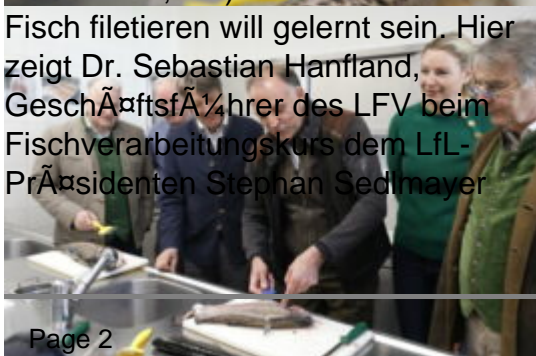 Fisch filetieren will gelernt sein. Hier
zeigt Dr. Sebastian Hanfland,
GeschÃ¤ftsfÃ¼hrer des LFV beim
Fischverarbeitungskurs dem LfL-
PrÃ¤sidenten Stephan Sedlmayer
Page 2